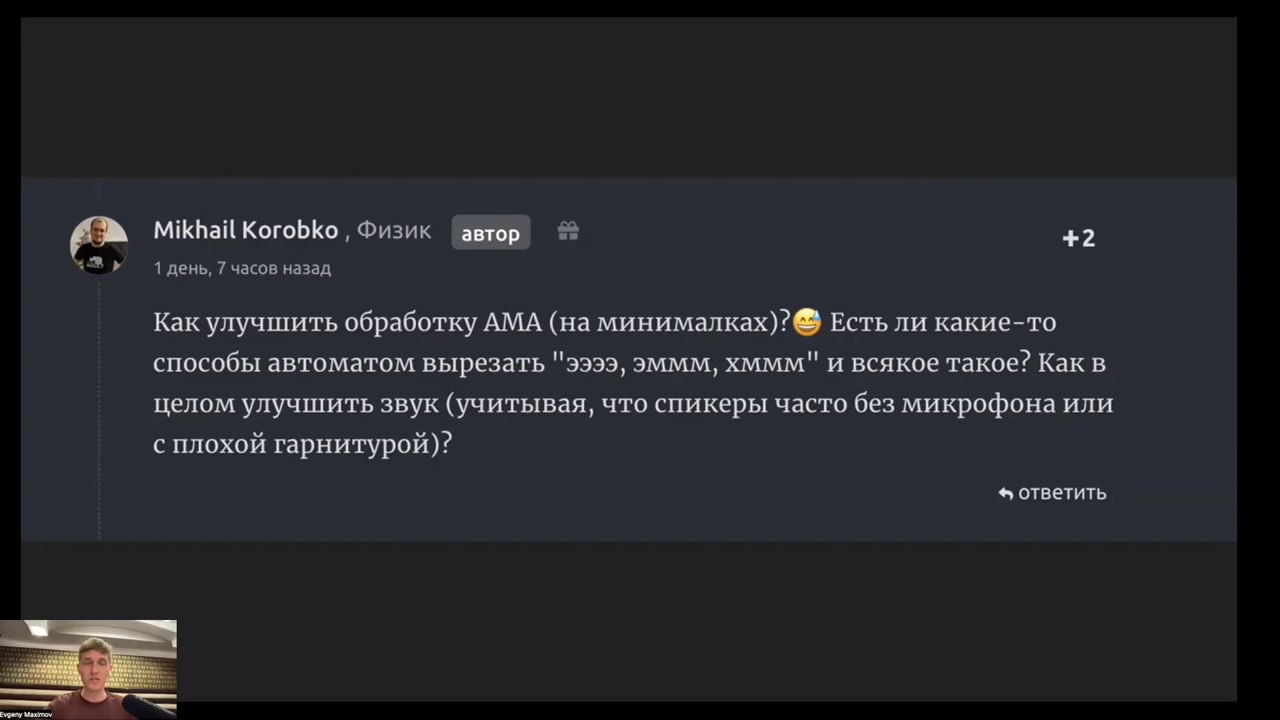 Mikhail Korobko , Физик автор
+2
1 день, 7 часов назад
Как улучшить обработку АМА (на минималках)?😅 Есть ли какие-то
способы автоматом вырезать "ээээ, эммм, хммм" и всякое такое? Как в
целом улучшить звук (учитывая, что спикеры часто без микрофона или
с плохой гарнитурой)?
ответить
Evgeny Maximov